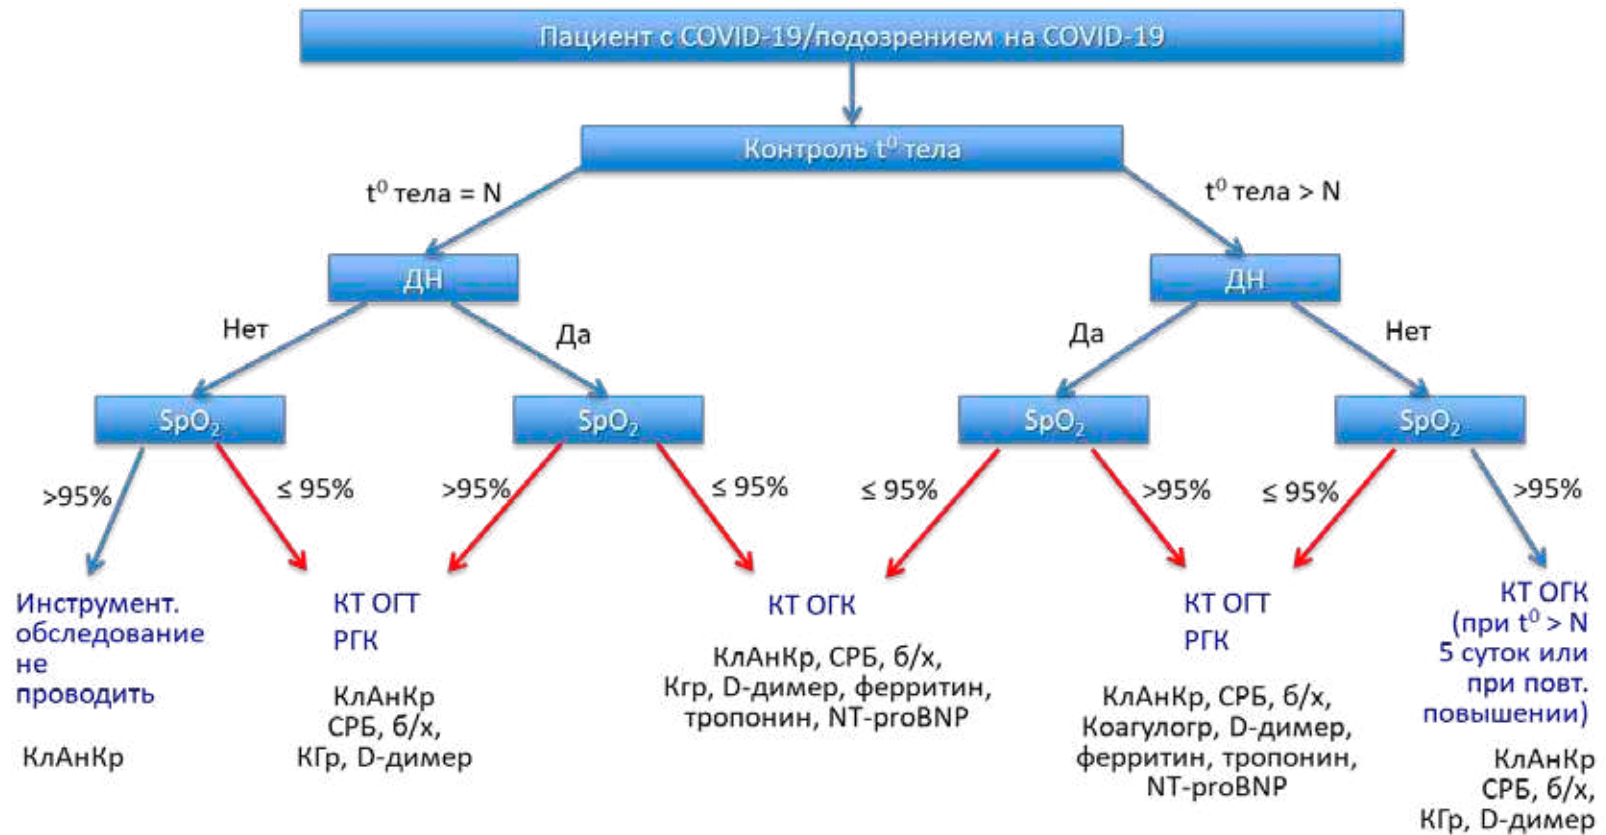 Пациент с COVID-19/подозрением на COVID-19
Контроль t⁰ тела
t⁰ тела = N
t⁰ тела > N
ДН
ДН
Нет
Да
Да
Нет
SpO₂
SpO₂
SpO₂
SpO₂
>95%
≤ 95%
>95%
≤ 95%
≤ 95%
>95%
≤ 95%
>95%
Инструмент.
обследование
не
проводить
КлАнКр
КТ ОГТ
РГК
КлАнКр
СРБ, б/х,
КГр, D-димер
КТ ОГК
КлАнКр, СРБ, б/х,
Кгр, D-димер, ферритин,
тропонин, NT-proBNP
КТ ОГТ
РГК
КлАнКр, СРБ, б/х,
Коагулогр, D-димер,
ферритин, тропонин,
NT-proBNP
КТ ОГК
(при t⁰ > N
5 суток или
при повт.
повышении)
КлАнКр
СРБ, б/х,
КГр, D-димер